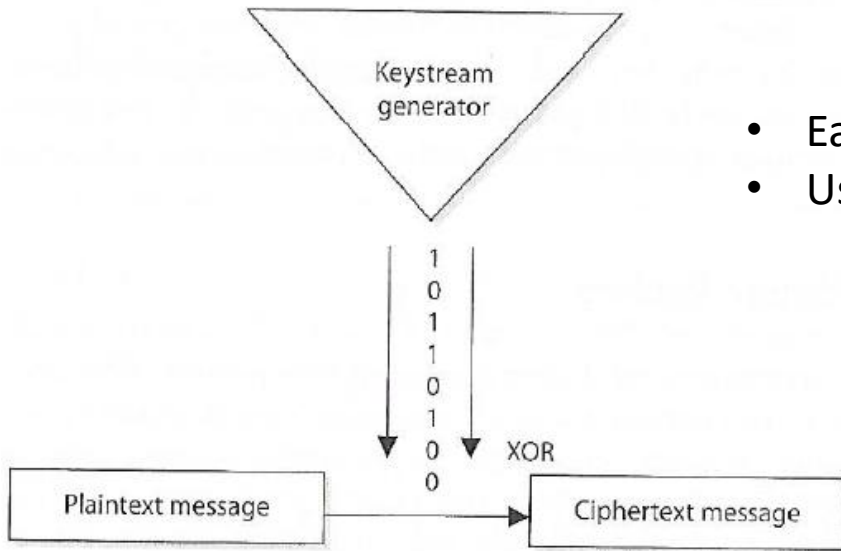 Keystream
generator
• Ea
• Us
1
0
1
1
0
1
0
0
XOR
Plaintext message
Ciphertext message